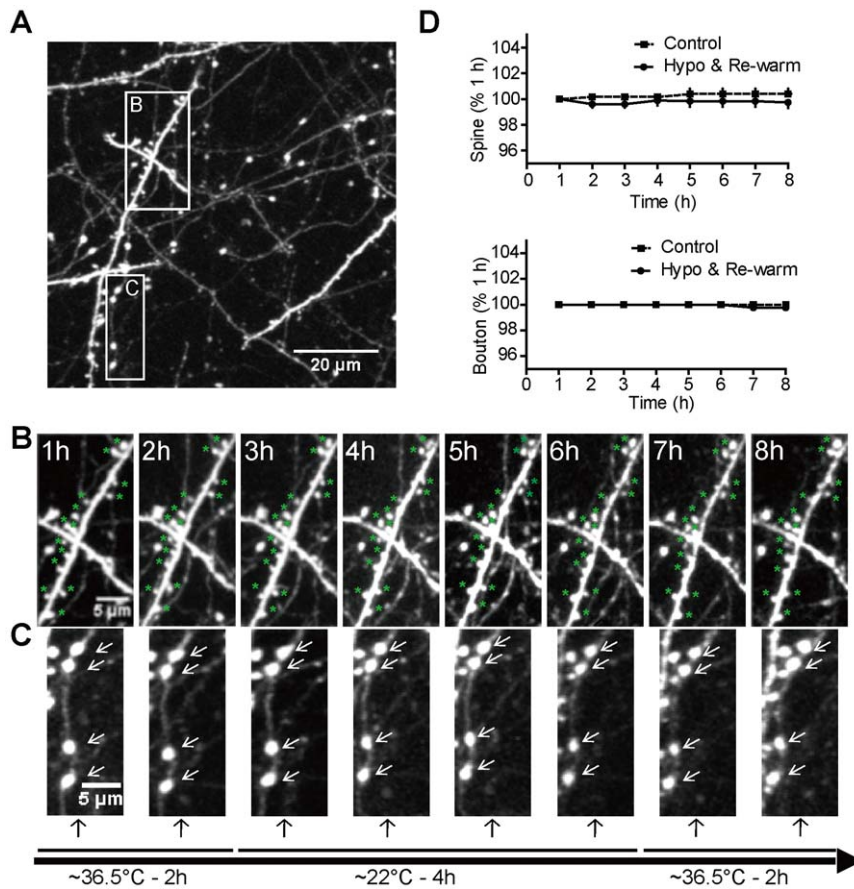 A
B
C
20 µm
D
Spine (% 1 h)
104
102
100
98
96
Control
Hypo & Re-warm
0 1 2 3 4 5 6 7 8
Time (h)
Bouton (% 1 h)
104
102
100
98
96
Control
Hypo & Re-warm
0 1 2 3 4 5 6 7 8
Time (h)
B
1h 2h 3h 4h 5h 6h 7h 8h
5 µm
C
5 µm
~36.5°C - 2h ~22°C - 4h ~36.5°C - 2h